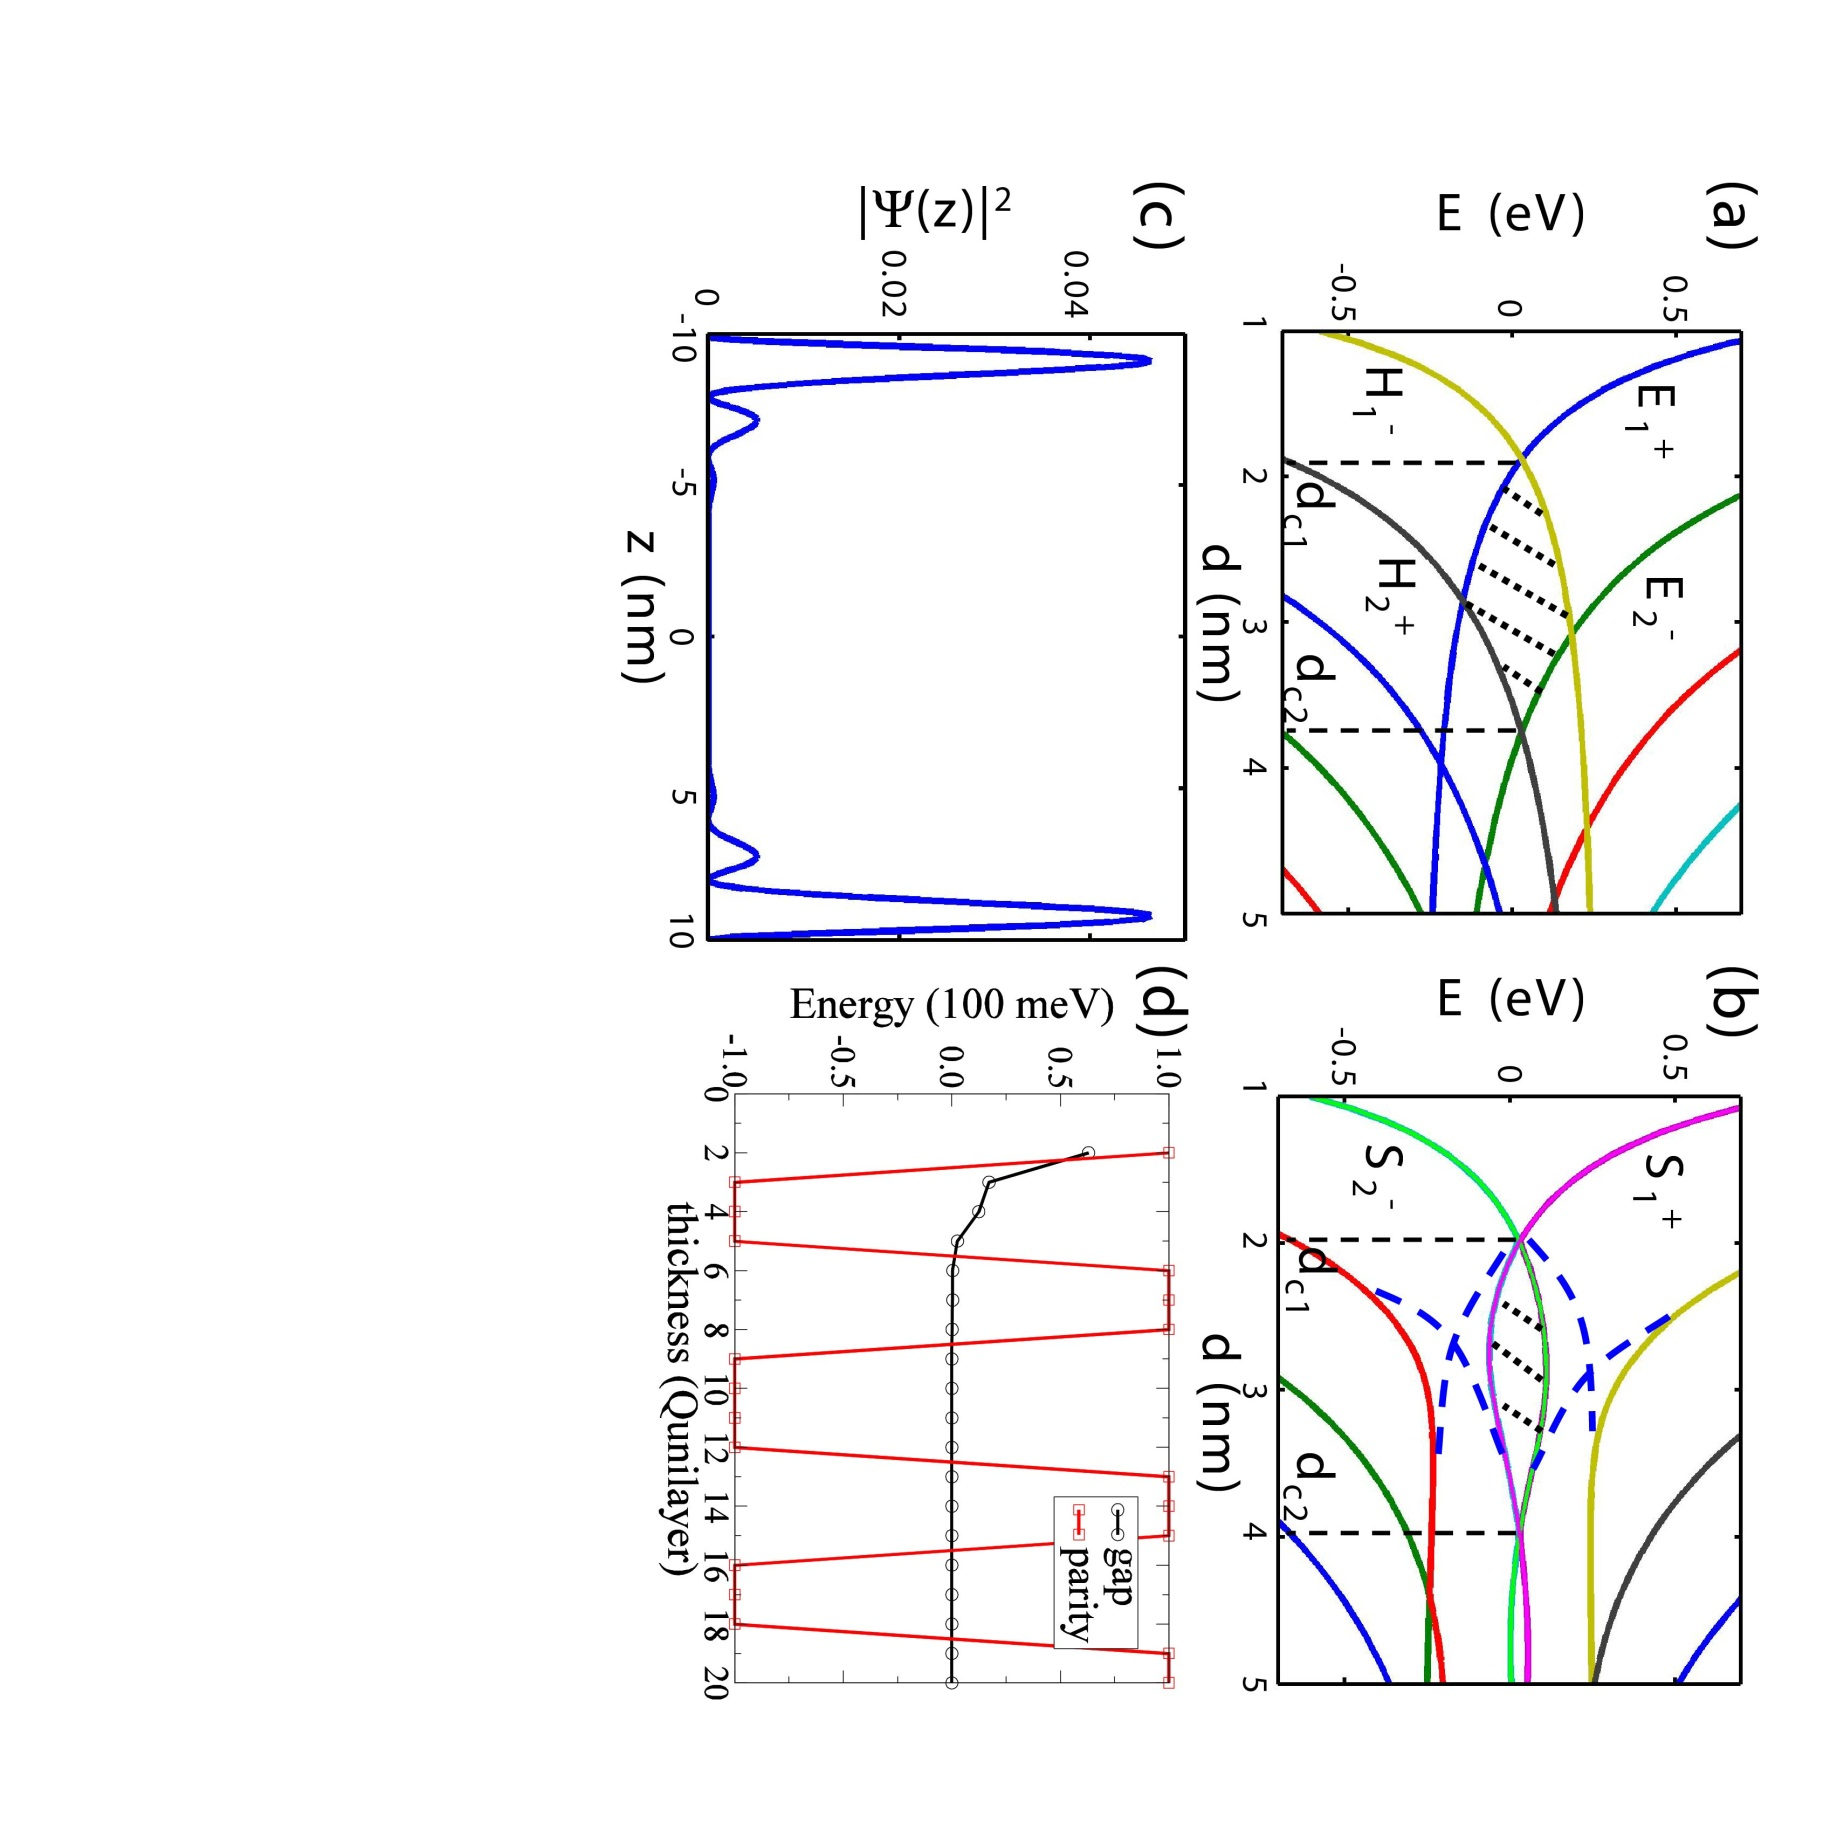 (a)
E (eV)
0.5
0
-0.5
E1+
E2-
H1-
H2+
dc1
dc2
1 2 3 4 5
d (nm)
(b)
E (eV)
0.5
0
-0.5
S1+
S2-
dc1
dc2
1 2 3 4 5
d (nm)
(c)
|Ψ(z)|²
0.04
0.02
0
-10 -5 0 5 10
z (nm)
(d)
Energy (100 meV)
1.0
0.5
0.0
-0.5
-1.0
gap
parity
0 2 4 6 8 10 12 14 16 18 20
thickness (Qunilayer)